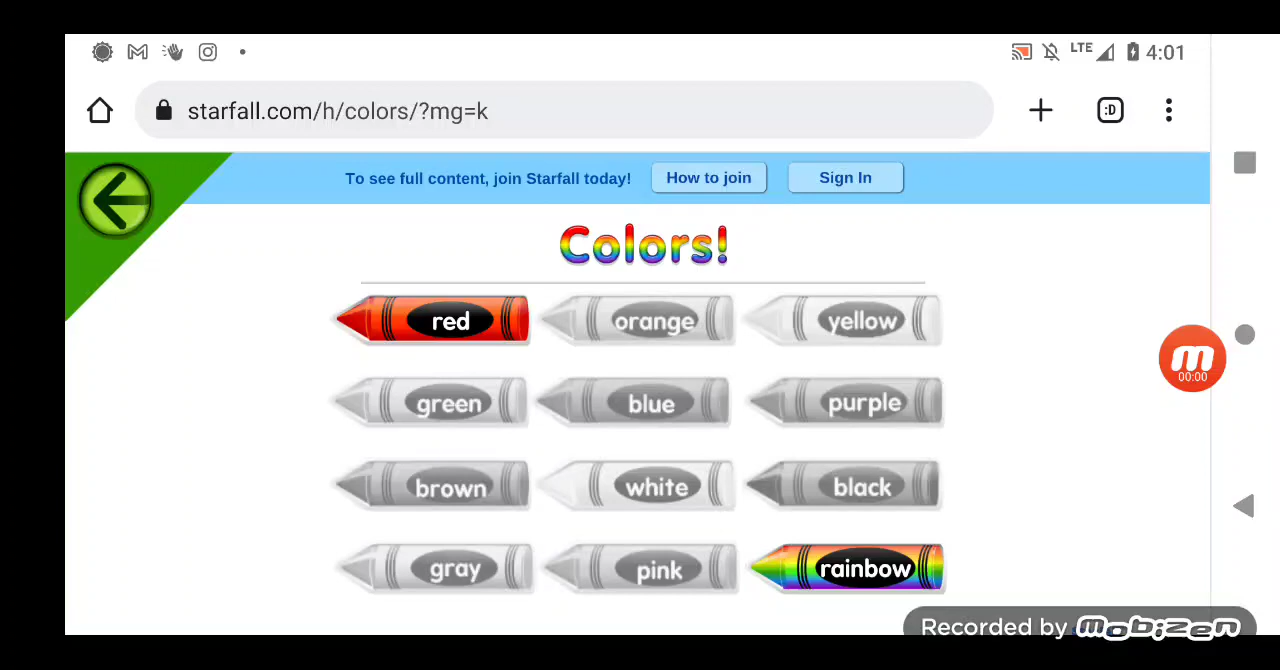 LTE 4:01
starfall.com/h/colors/?mg=k :D
To see full content, join Starfall today! How to join Sign In
Colors!
red orange yellow
m
00:00
green blue purple
brown white black
gray pink rainbow
Recorded by mobizen